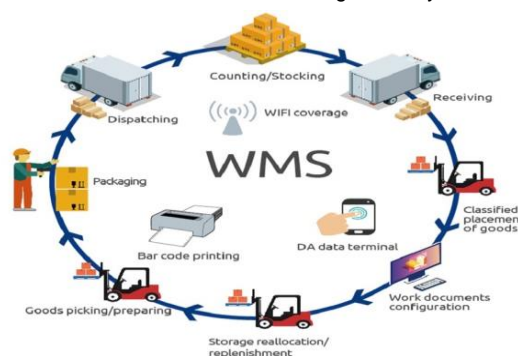 Counting/Stocking
Receiving
Dispatching
WIFI coverage
WMS
Packaging
Classified
placement
of goods
DA data terminal
Bar code printing
Work documents
configuration
Goods picking/preparing
Storage reallocation/
replenishment